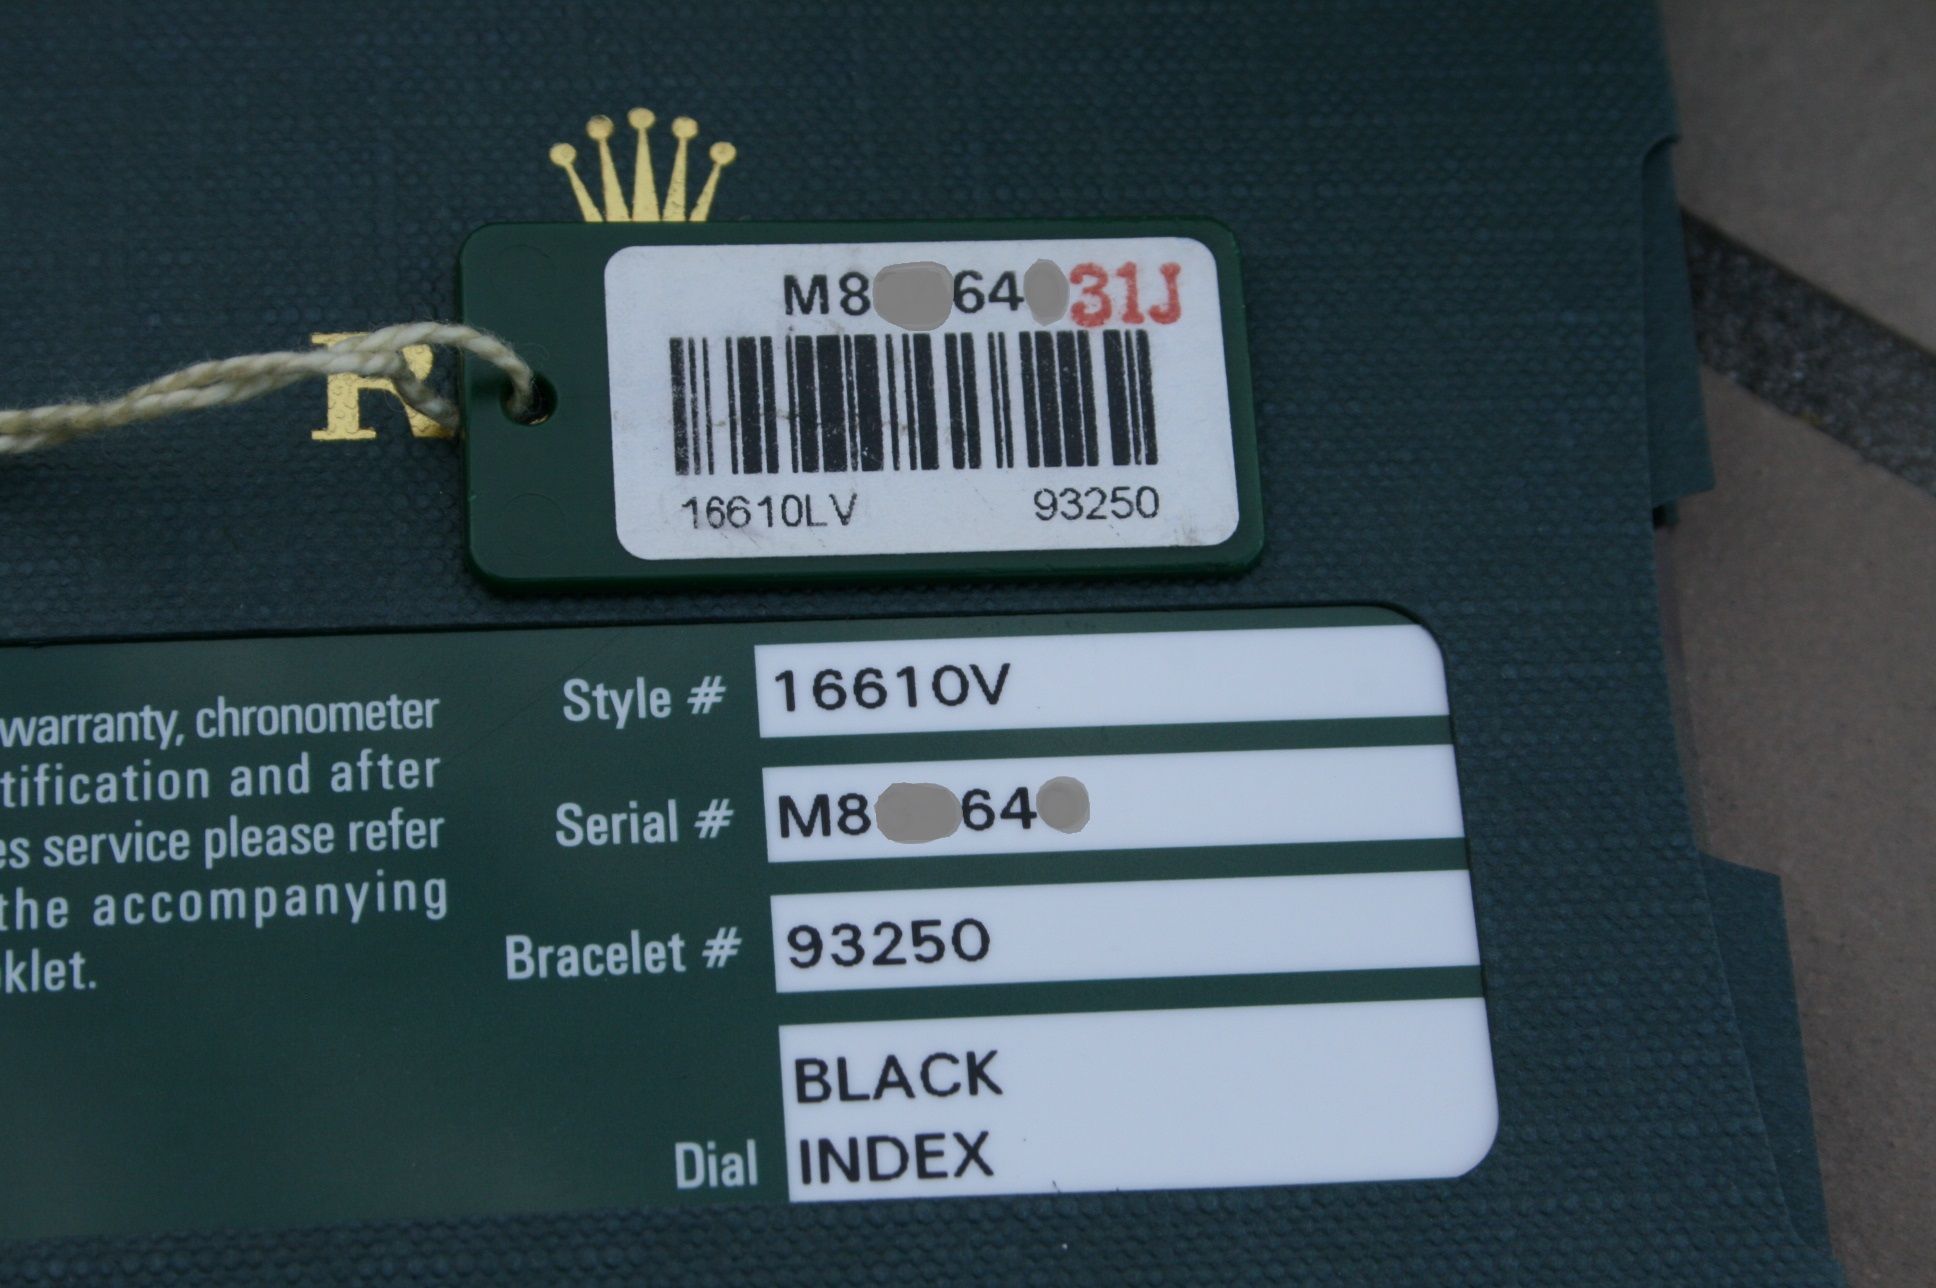 M8 64 31J
R
16610LV 93250
warranty, chronometer
tification and after
es service please refer
the accompanying
klet.
Style # 16610V
Serial # M8 64
Bracelet # 93250
BLACK
Dial INDEX